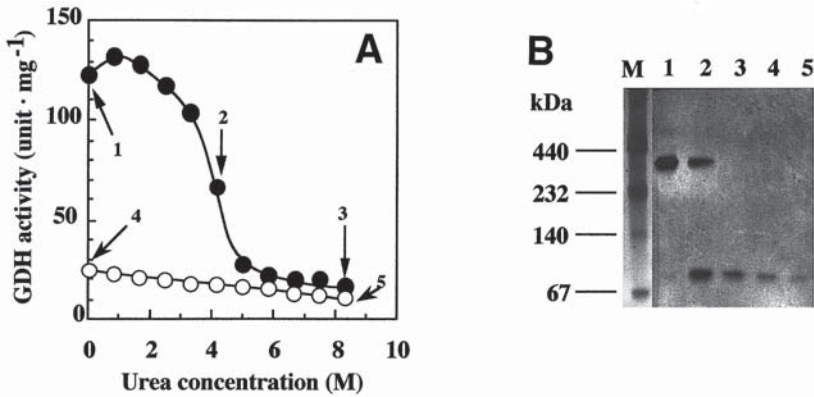 A
GDH activity (unit · mg⁻¹)
150
100
50
0
1
2
3
4
5
0 2 4 6 8 10
Urea concentration (M)
B
M 1 2 3 4 5
kDa
440
232
140
67